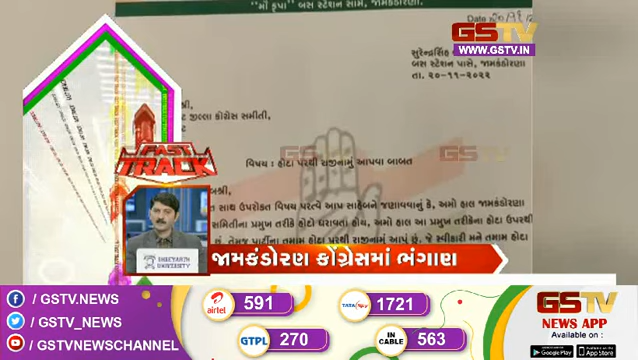 "માઁ કૃપા" બસ સ્ટેશન સામે, જામકંડોરણા.
Date
GSTV
WWW.GSTV.IN
સુરેન્દ્રસિંહ
બસ સ્ટેશન પાસે, જામકંડોરણા
તા. ૨૦-૧૧-૨૦૨૨
શ્રી,
જીલ્લા કોંગ્રેસ સમીતી,
વિષય : હોદા પરથી રાજીનામું આપવા બાબત
FAST TRACK
સાથ ઉપરોક્ત વિષય પરત્વે આપ સાહેબને જણાવવાનું કે, અમો હાલ જામકંડોરણા
સમિતીના પ્રમુખ તરીકે હોદો ધરાવતા હોય, અમો હાલ આ પ્રમુખ તરીકેના હોદા ઉપરથી
તેમજ પાર્ટીના તમામ હોદા પરથી રાજીનામું આપું છું. જે સ્વીકારી મને તમામ હોદા
SHREYARTH UNIVERSITY
જામકંડોરણ કોંગ્રેસમાં ભંગાણ
/ GSTV.NEWS
/ GSTV_NEWS
/ GSTVNEWSCHANNEL
airtel 591
TATA 1721
GTPL 270
IN CABLE 563
GSTV
NEWS APP
Available on :
Google Play
App Store